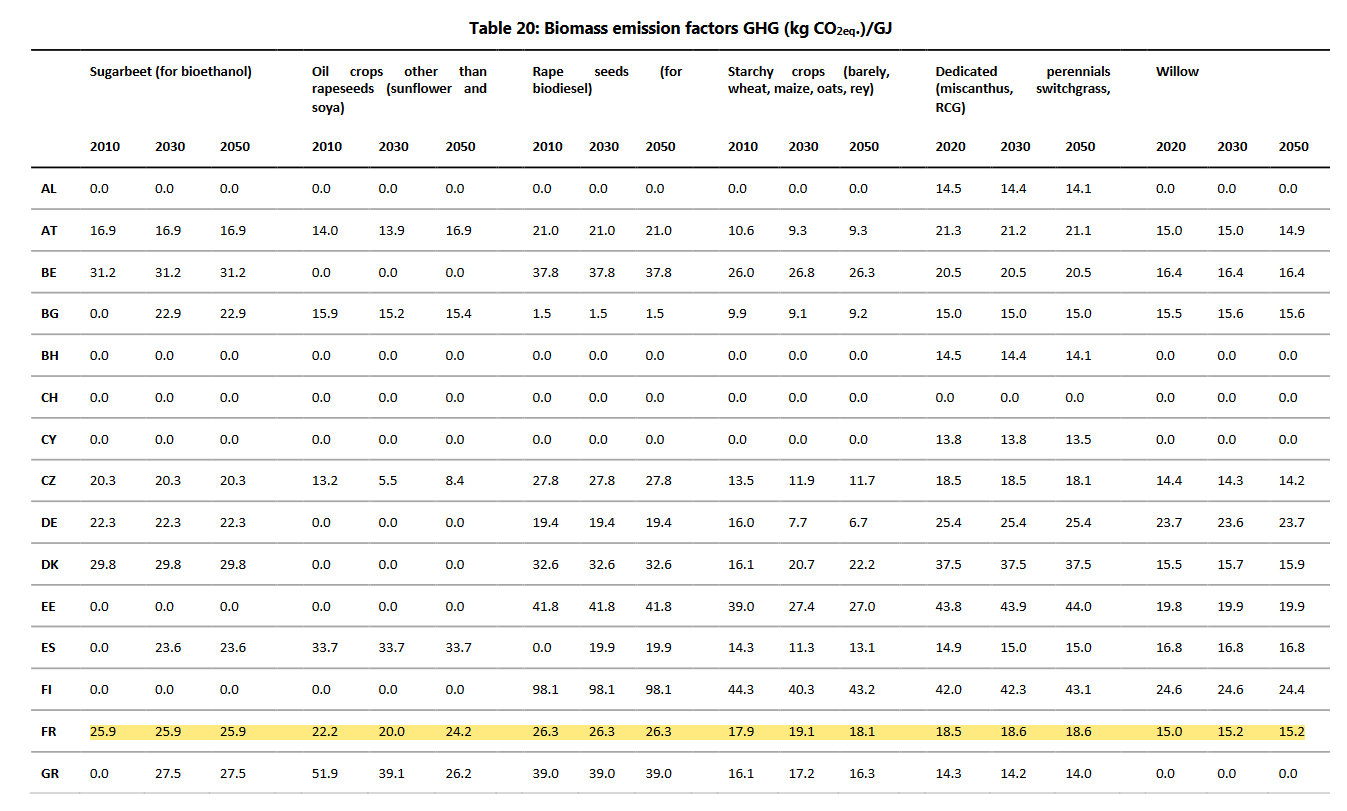 Table 20: Biomass emission factors GHG (kg CO2eq.)/GJ
Sugarbeet (for bioethanol) Oil crops other than rapeseeds (sunflower and soya) Rape seeds (for biodiesel) Starchy crops (barely, wheat, maize, oats, rey) Dedicated perennials (miscanthus, switchgrass, RCG) Willow
2010 2030 2050 2010 2030 2050 2010 2030 2050 2010 2030 2050 2020 2030 2050 2020 2030 2050
AL 0.0 0.0 0.0 0.0 0.0 0.0 0.0 0.0 0.0 0.0 0.0 0.0 14.5 14.4 14.1 0.0 0.0 0.0
AT 16.9 16.9 16.9 14.0 13.9 16.9 21.0 21.0 21.0 10.6 9.3 9.3 21.3 21.2 21.1 15.0 15.0 14.9
BE 31.2 31.2 31.2 0.0 0.0 0.0 37.8 37.8 37.8 26.0 26.8 26.3 20.5 20.5 20.5 16.4 16.4 16.4
BG 0.0 22.9 22.9 15.9 15.2 15.4 1.5 1.5 1.5 9.9 9.1 9.2 15.0 15.0 15.0 15.5 15.6 15.6
BH 0.0 0.0 0.0 0.0 0.0 0.0 0.0 0.0 0.0 0.0 0.0 0.0 14.5 14.4 14.1 0.0 0.0 0.0
CH 0.0 0.0 0.0 0.0 0.0 0.0 0.0 0.0 0.0 0.0 0.0 0.0 0.0 0.0 0.0 0.0 0.0 0.0
CY 0.0 0.0 0.0 0.0 0.0 0.0 0.0 0.0 0.0 0.0 0.0 0.0 13.8 13.8 13.5 0.0 0.0 0.0
CZ 20.3 20.3 20.3 13.2 5.5 8.4 27.8 27.8 27.8 13.5 11.9 11.7 18.5 18.5 18.1 14.4 14.3 14.2
DE 22.3 22.3 22.3 0.0 0.0 0.0 19.4 19.4 19.4 16.0 7.7 6.7 25.4 25.4 25.4 23.7 23.6 23.7
DK 29.8 29.8 29.8 0.0 0.0 0.0 32.6 32.6 32.6 16.1 20.7 22.2 37.5 37.5 37.5 15.5 15.7 15.9
EE 0.0 0.0 0.0 0.0 0.0 0.0 41.8 41.8 41.8 39.0 27.4 27.0 43.8 43.9 44.0 19.8 19.9 19.9
ES 0.0 23.6 23.6 33.7 33.7 33.7 0.0 19.9 19.9 14.3 11.3 13.1 14.9 15.0 15.0 16.8 16.8 16.8
FI 0.0 0.0 0.0 0.0 0.0 0.0 98.1 98.1 98.1 44.3 40.3 43.2 42.0 42.3 43.1 24.6 24.6 24.4
FR 25.9 25.9 25.9 22.2 20.0 24.2 26.3 26.3 26.3 17.9 19.1 18.1 18.5 18.6 18.6 15.0 15.2 15.2
GR 0.0 27.5 27.5 51.9 39.1 26.2 39.0 39.0 39.0 16.1 17.2 16.3 14.3 14.2 14.0 0.0 0.0 0.0